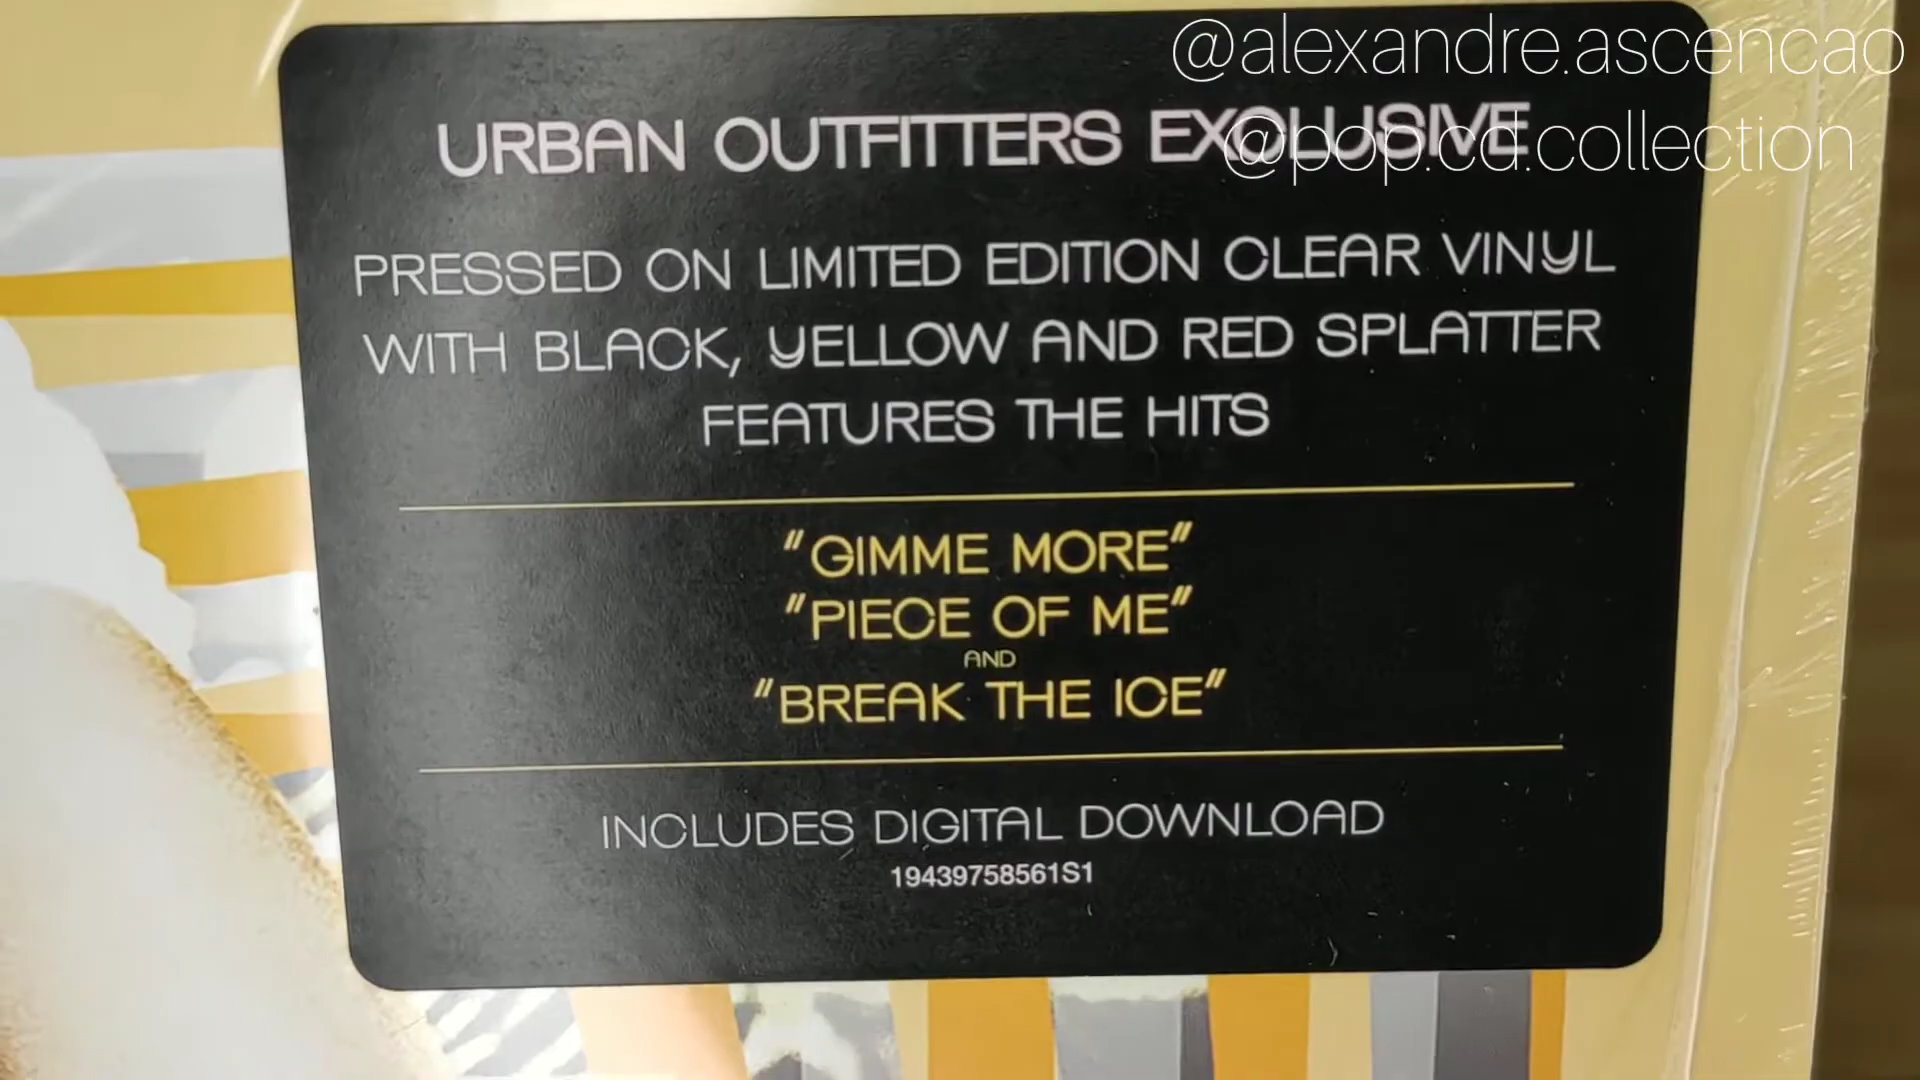 @alexandre.ascencao
@pop.cd.collection
URBAN OUTFITTERS EXCLUSIVE
PRESSED ON LIMITED EDITION CLEAR VINYL
WITH BLACK, YELLOW AND RED SPLATTER
FEATURES THE HITS
"GIMME MORE"
"PIECE OF ME"
AND
"BREAK THE ICE"
INCLUDES DIGITAL DOWNLOAD
19439758561S1